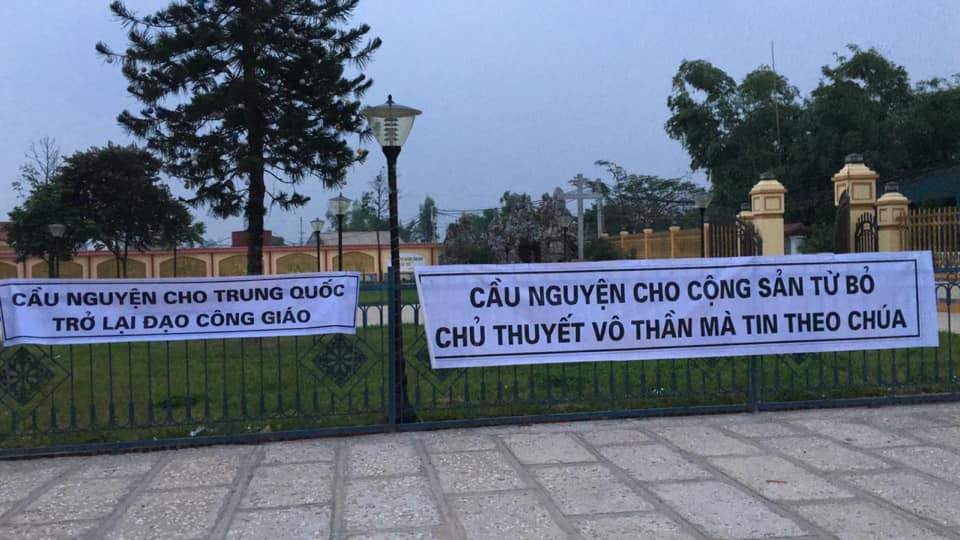 CẦU NGUYỆN CHO TRUNG QUỐC
TRỞ LẠI ĐẠO CÔNG GIÁO
CẦU NGUYỆN CHO CỘNG SẢN TỪ BỎ
CHỦ THUYẾT VÔ THẦN MÀ TIN THEO CHÚA